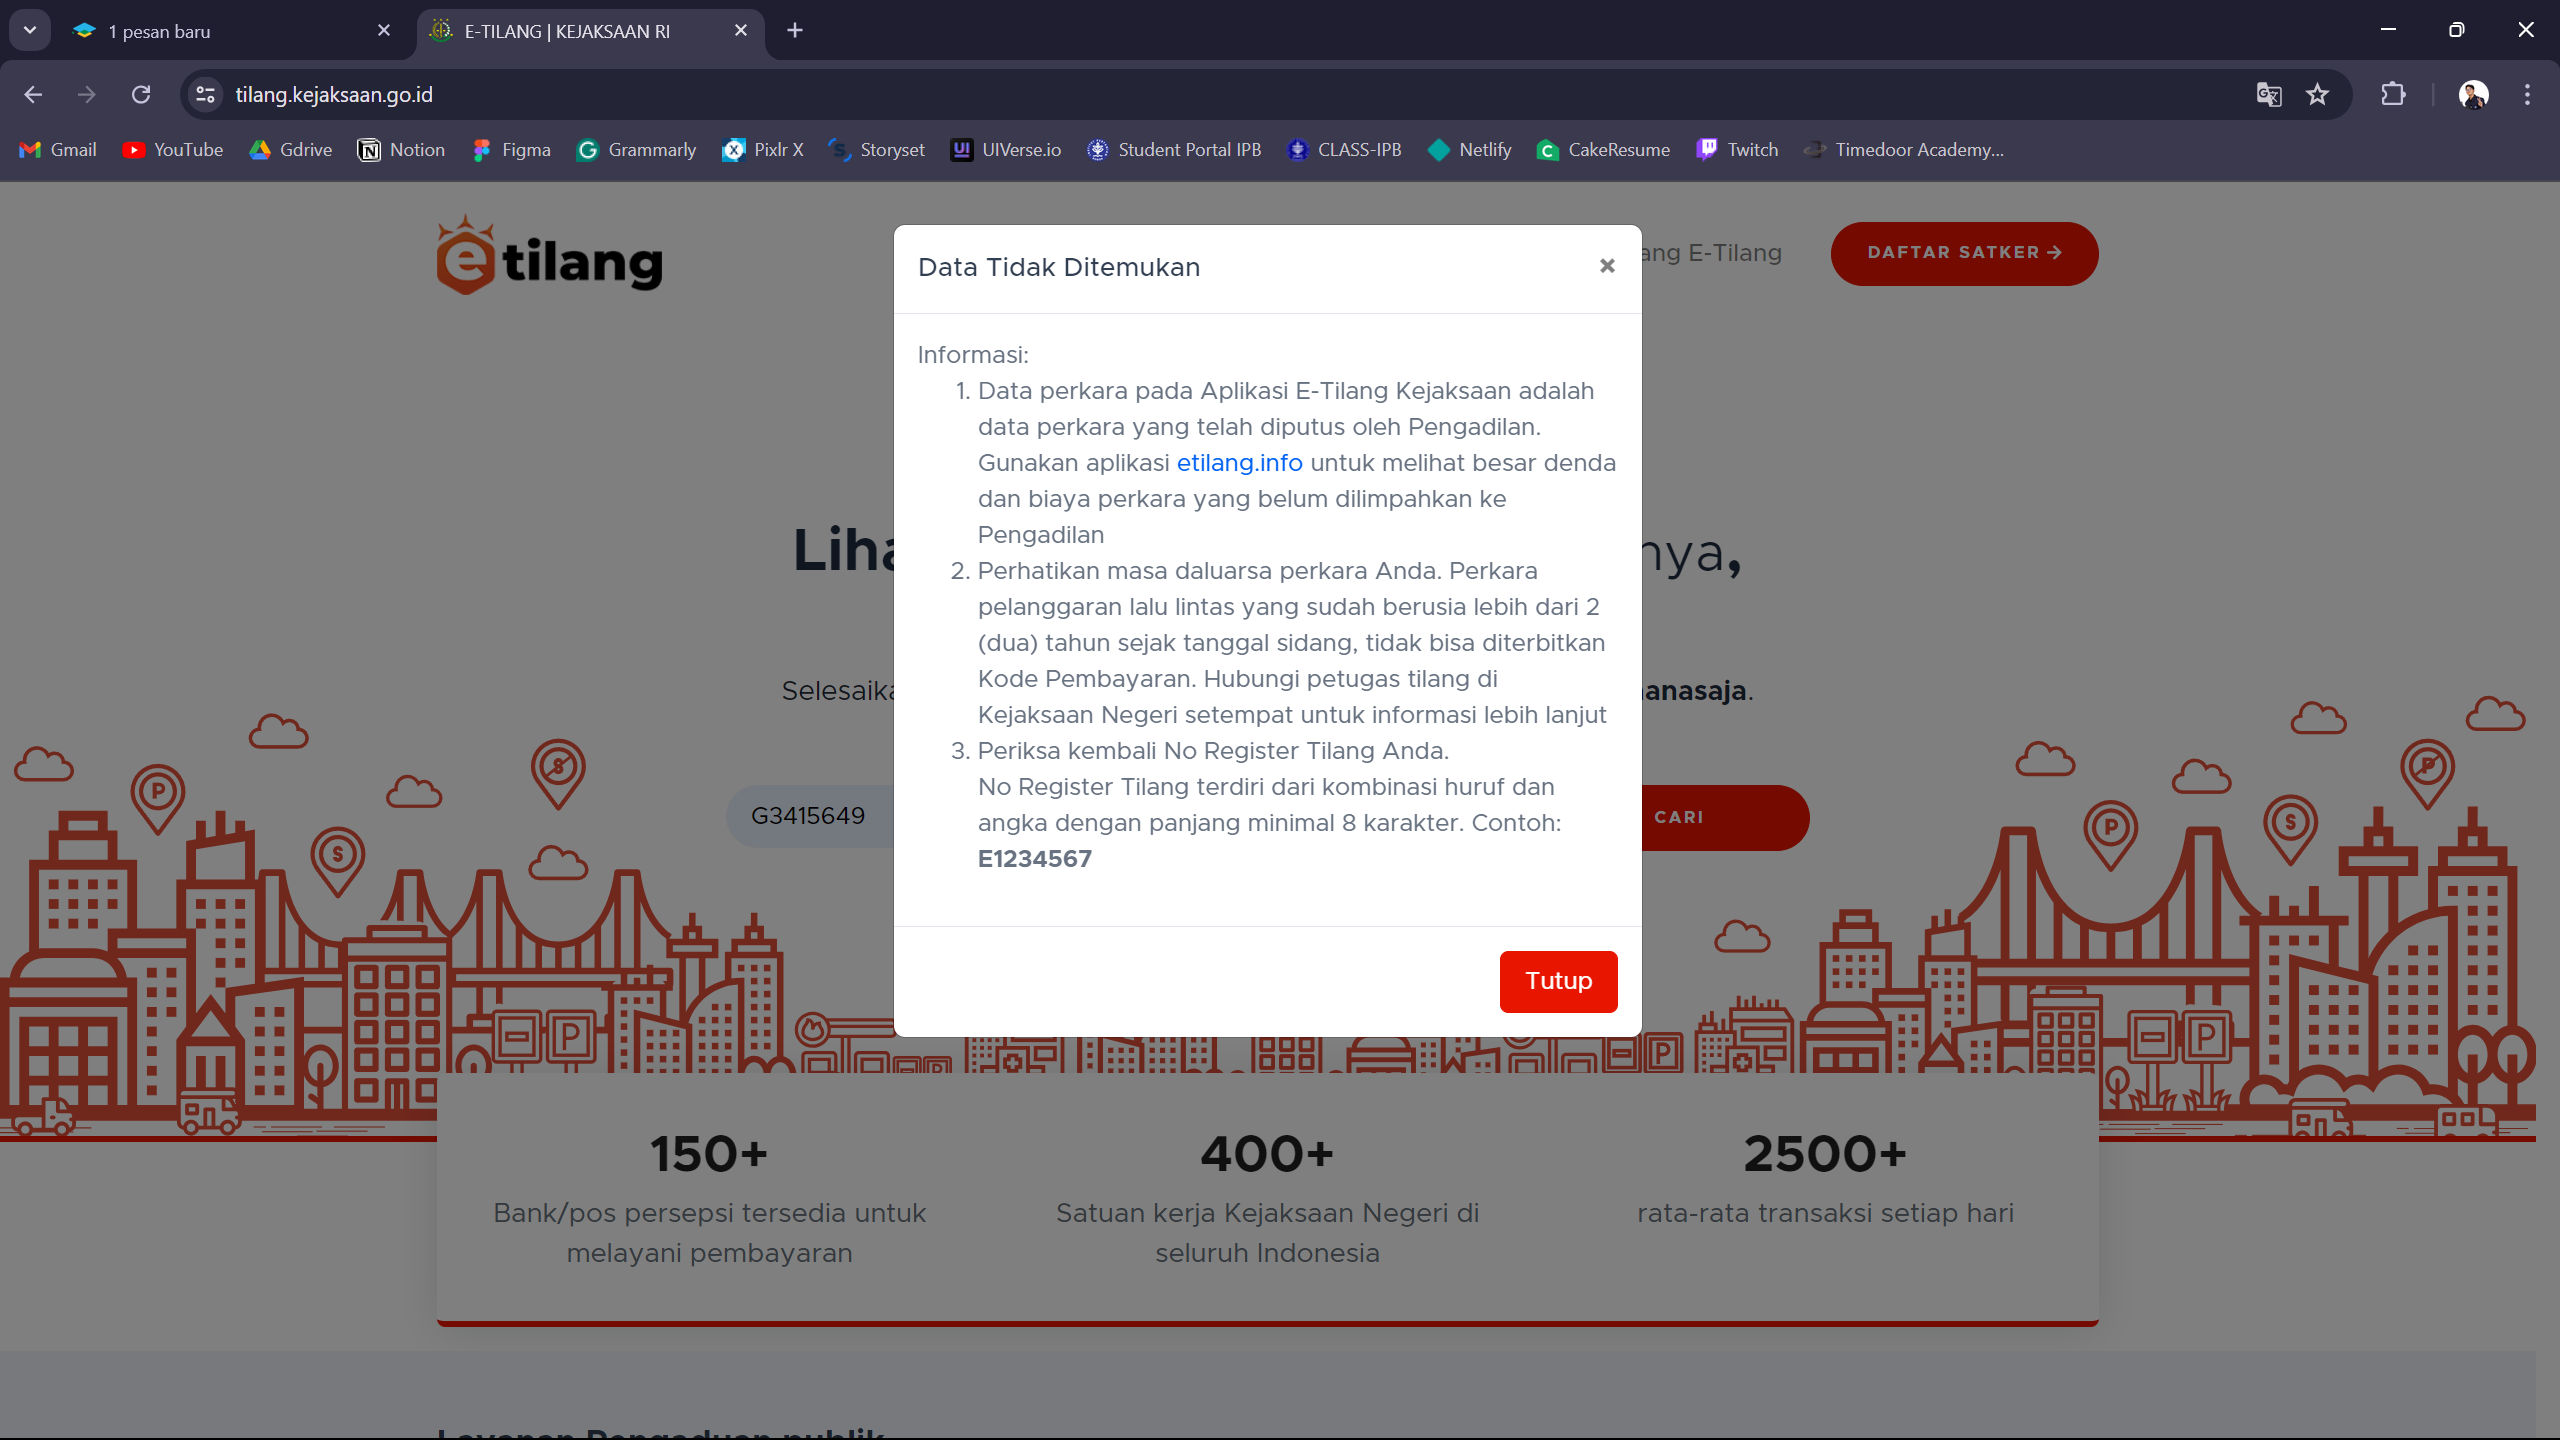 1 pesan baru
E-TILANG | KEJAKSAAN RI
tilang.kejaksaan.go.id
Gmail
YouTube
Gdrive
Notion
Figma
Grammarly
Pixlr X
Storyset
UIVerse.io
Student Portal IPB
CLASS-IPB
Netlify
CakeResume
Twitch
Timedoor Academy...
etilang
ang E-Tilang
DAFTAR SATKER →
Data Tidak Ditemukan
×
Informasi:
1. Data perkara pada Aplikasi E-Tilang Kejaksaan adalah
data perkara yang telah diputus oleh Pengadilan.
Gunakan aplikasi etilang.info untuk melihat besar denda
dan biaya perkara yang belum dilimpahkan ke
Pengadilan
2. Perhatikan masa daluarsa perkara Anda. Perkara
pelanggaran lalu lintas yang sudah berusia lebih dari 2
(dua) tahun sejak tanggal sidang, tidak bisa diterbitkan
Kode Pembayaran. Hubungi petugas tilang di
Kejaksaan Negeri setempat untuk informasi lebih lanjut
3. Periksa kembali No Register Tilang Anda.
No Register Tilang terdiri dari kombinasi huruf dan
angka dengan panjang minimal 8 karakter. Contoh:
E1234567
Tutup
Liha nya,
Selesaika anasaja.
G3415649
CARI
150+
Bank/pos persepsi tersedia untuk
melayani pembayaran
400+
Satuan kerja Kejaksaan Negeri di
seluruh Indonesia
2500+
rata-rata transaksi setiap hari
Layanan Pengaduan publik